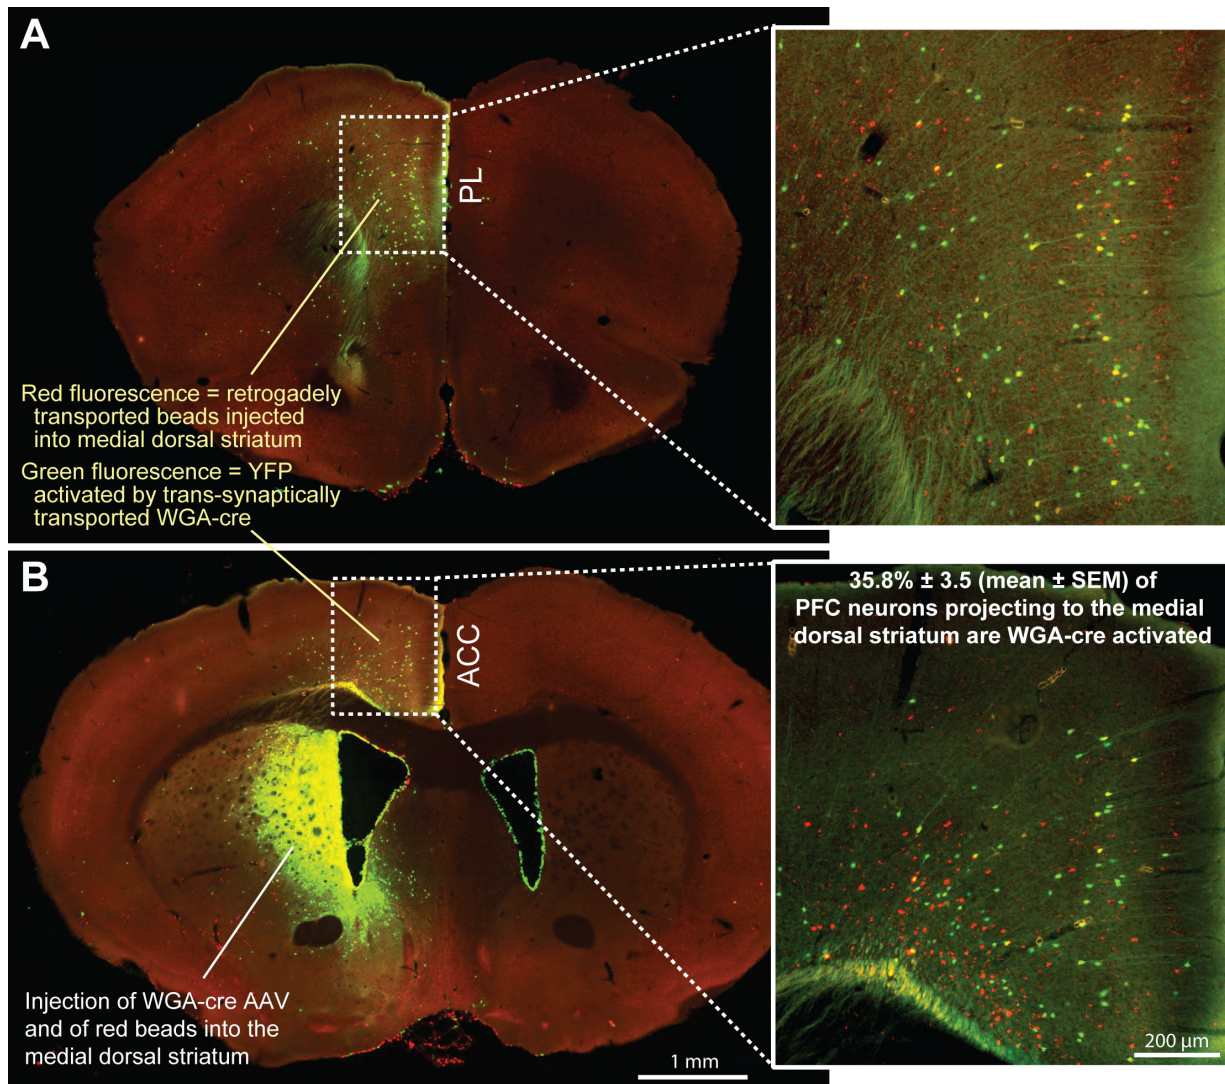 A
PL
Red fluorescence = retrogadely
transported beads injected
into medial dorsal striatum
Green fluorescence = YFP
activated by trans-synaptically
transported WGA-cre
B
ACC
35.8% ± 3.5 (mean ± SEM) of
PFC neurons projecting to the medial
dorsal striatum are WGA-cre activated
Injection of WGA-cre AAV
and of red beads into the
medial dorsal striatum
1 mm
200 µm